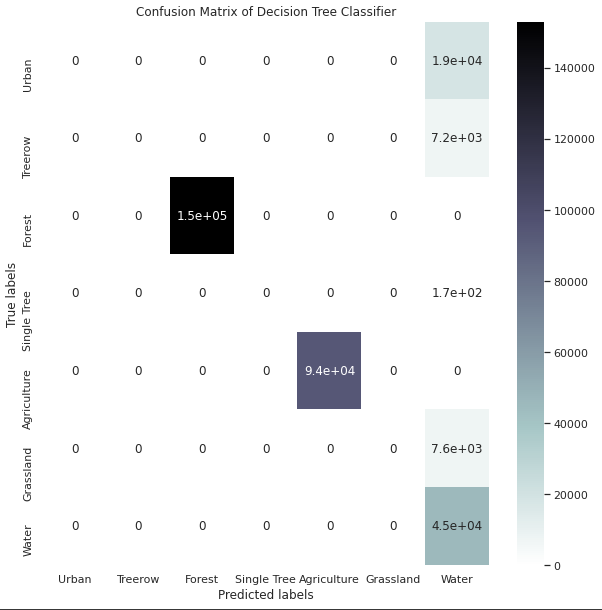 Confusion Matrix of Decision Tree Classifier
Urban 0 0 0 0 0 0 1.9e+04
Treerow 0 0 0 0 0 0 7.2e+03
Forest 0 0 1.5e+05 0 0 0 0
Single Tree 0 0 0 0 0 0 1.7e+02
Agriculture 0 0 0 0 9.4e+04 0 0
Grassland 0 0 0 0 0 0 7.6e+03
Water 0 0 0 0 0 0 4.5e+04
Urban Treerow Forest Single Tree Agriculture Grassland Water
Predicted labels
True labels
140000
120000
100000
80000
60000
40000
20000
0